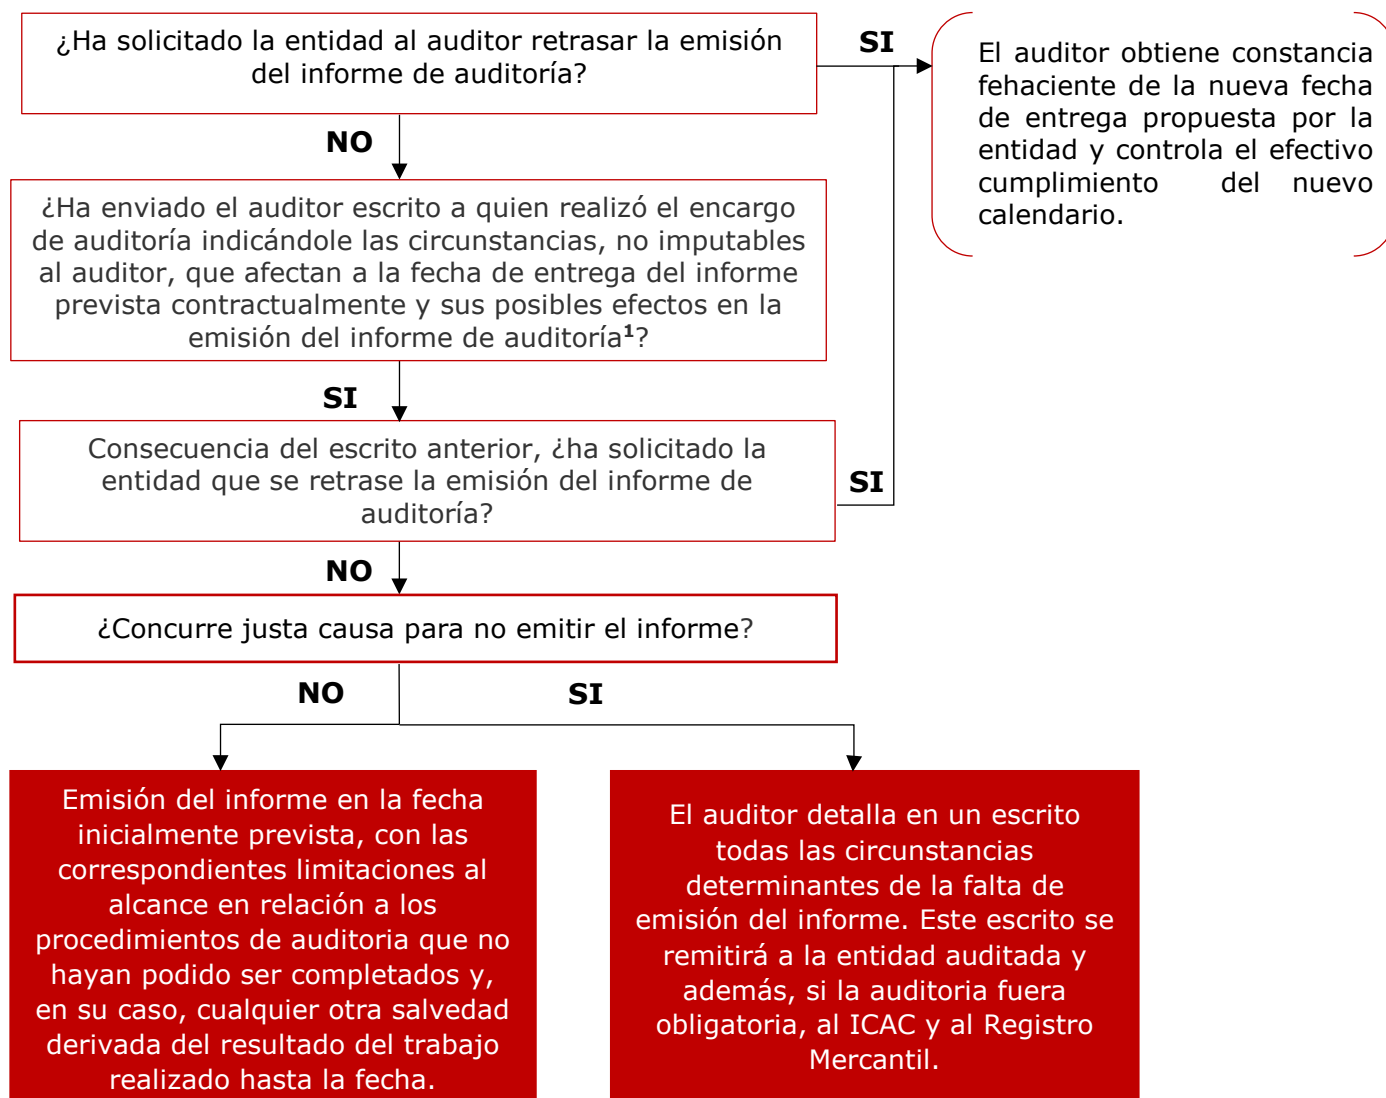 ¿Ha solicitado la entidad al auditor retrasar la emisión
del informe de auditoría?
SI
El auditor obtiene constancia
fehaciente de la nueva fecha
de entrega propuesta por la
entidad y controla el efectivo
cumplimiento del nuevo
calendario.
NO
¿Ha enviado el auditor escrito a quien realizó el encargo
de auditoría indicándole las circunstancias, no imputables
al auditor, que afectan a la fecha de entrega del informe
prevista contractualmente y sus posibles efectos en la
emisión del informe de auditoría¹?
SI
Consecuencia del escrito anterior, ¿ha solicitado la
entidad que se retrase la emisión del informe de
auditoría?
SI
NO
¿Concurre justa causa para no emitir el informe?
NO
SI
Emisión del informe en la fecha
inicialmente prevista, con las
correspondientes limitaciones al
alcance en relación a los
procedimientos de auditoria que no
hayan podido ser completados y,
en su caso, cualquier otra salvedad
derivada del resultado del trabajo
realizado hasta la fecha.
El auditor detalla en un escrito
todas las circunstancias
determinantes de la falta de
emisión del informe. Este escrito se
remitirá a la entidad auditada y
además, si la auditoria fuera
obligatoria, al ICAC y al Registro
Mercantil.